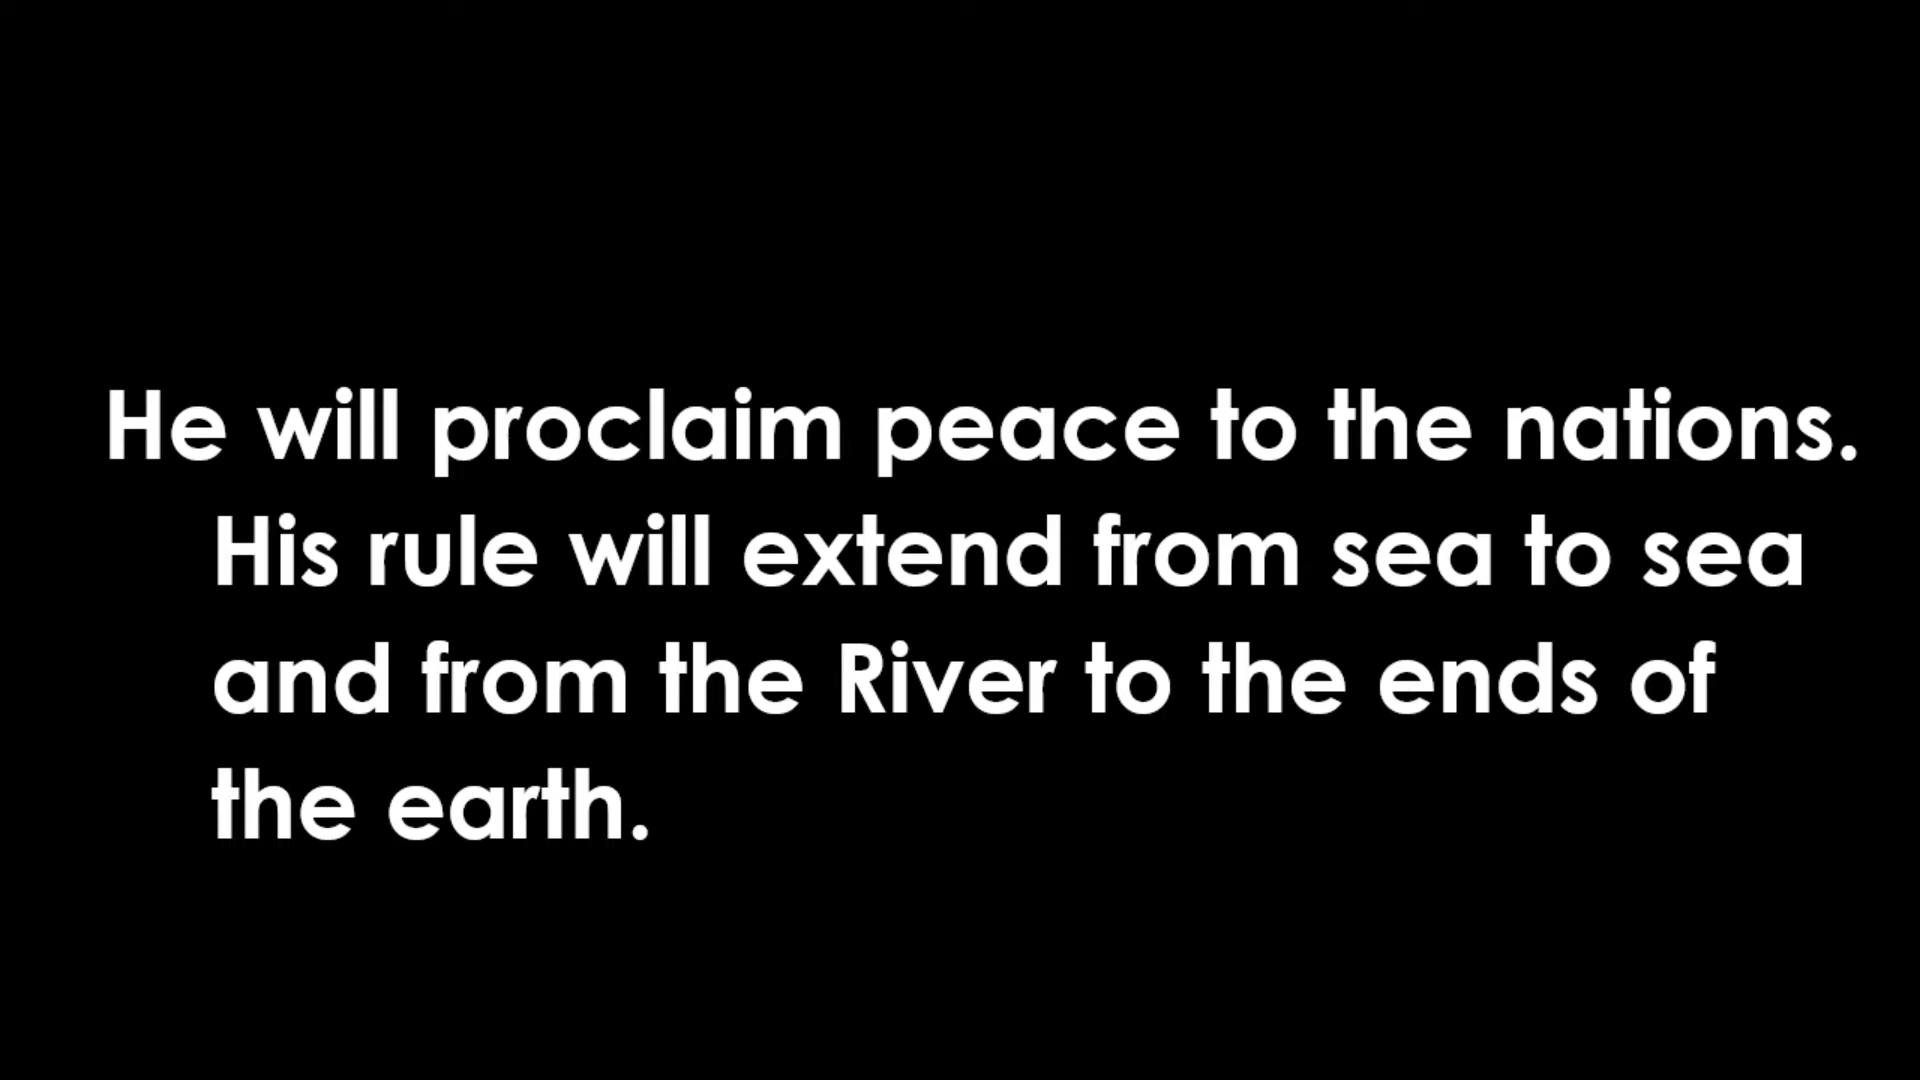 He will proclaim peace to the nations.
His rule will extend from sea to sea
and from the River to the ends of
the earth.